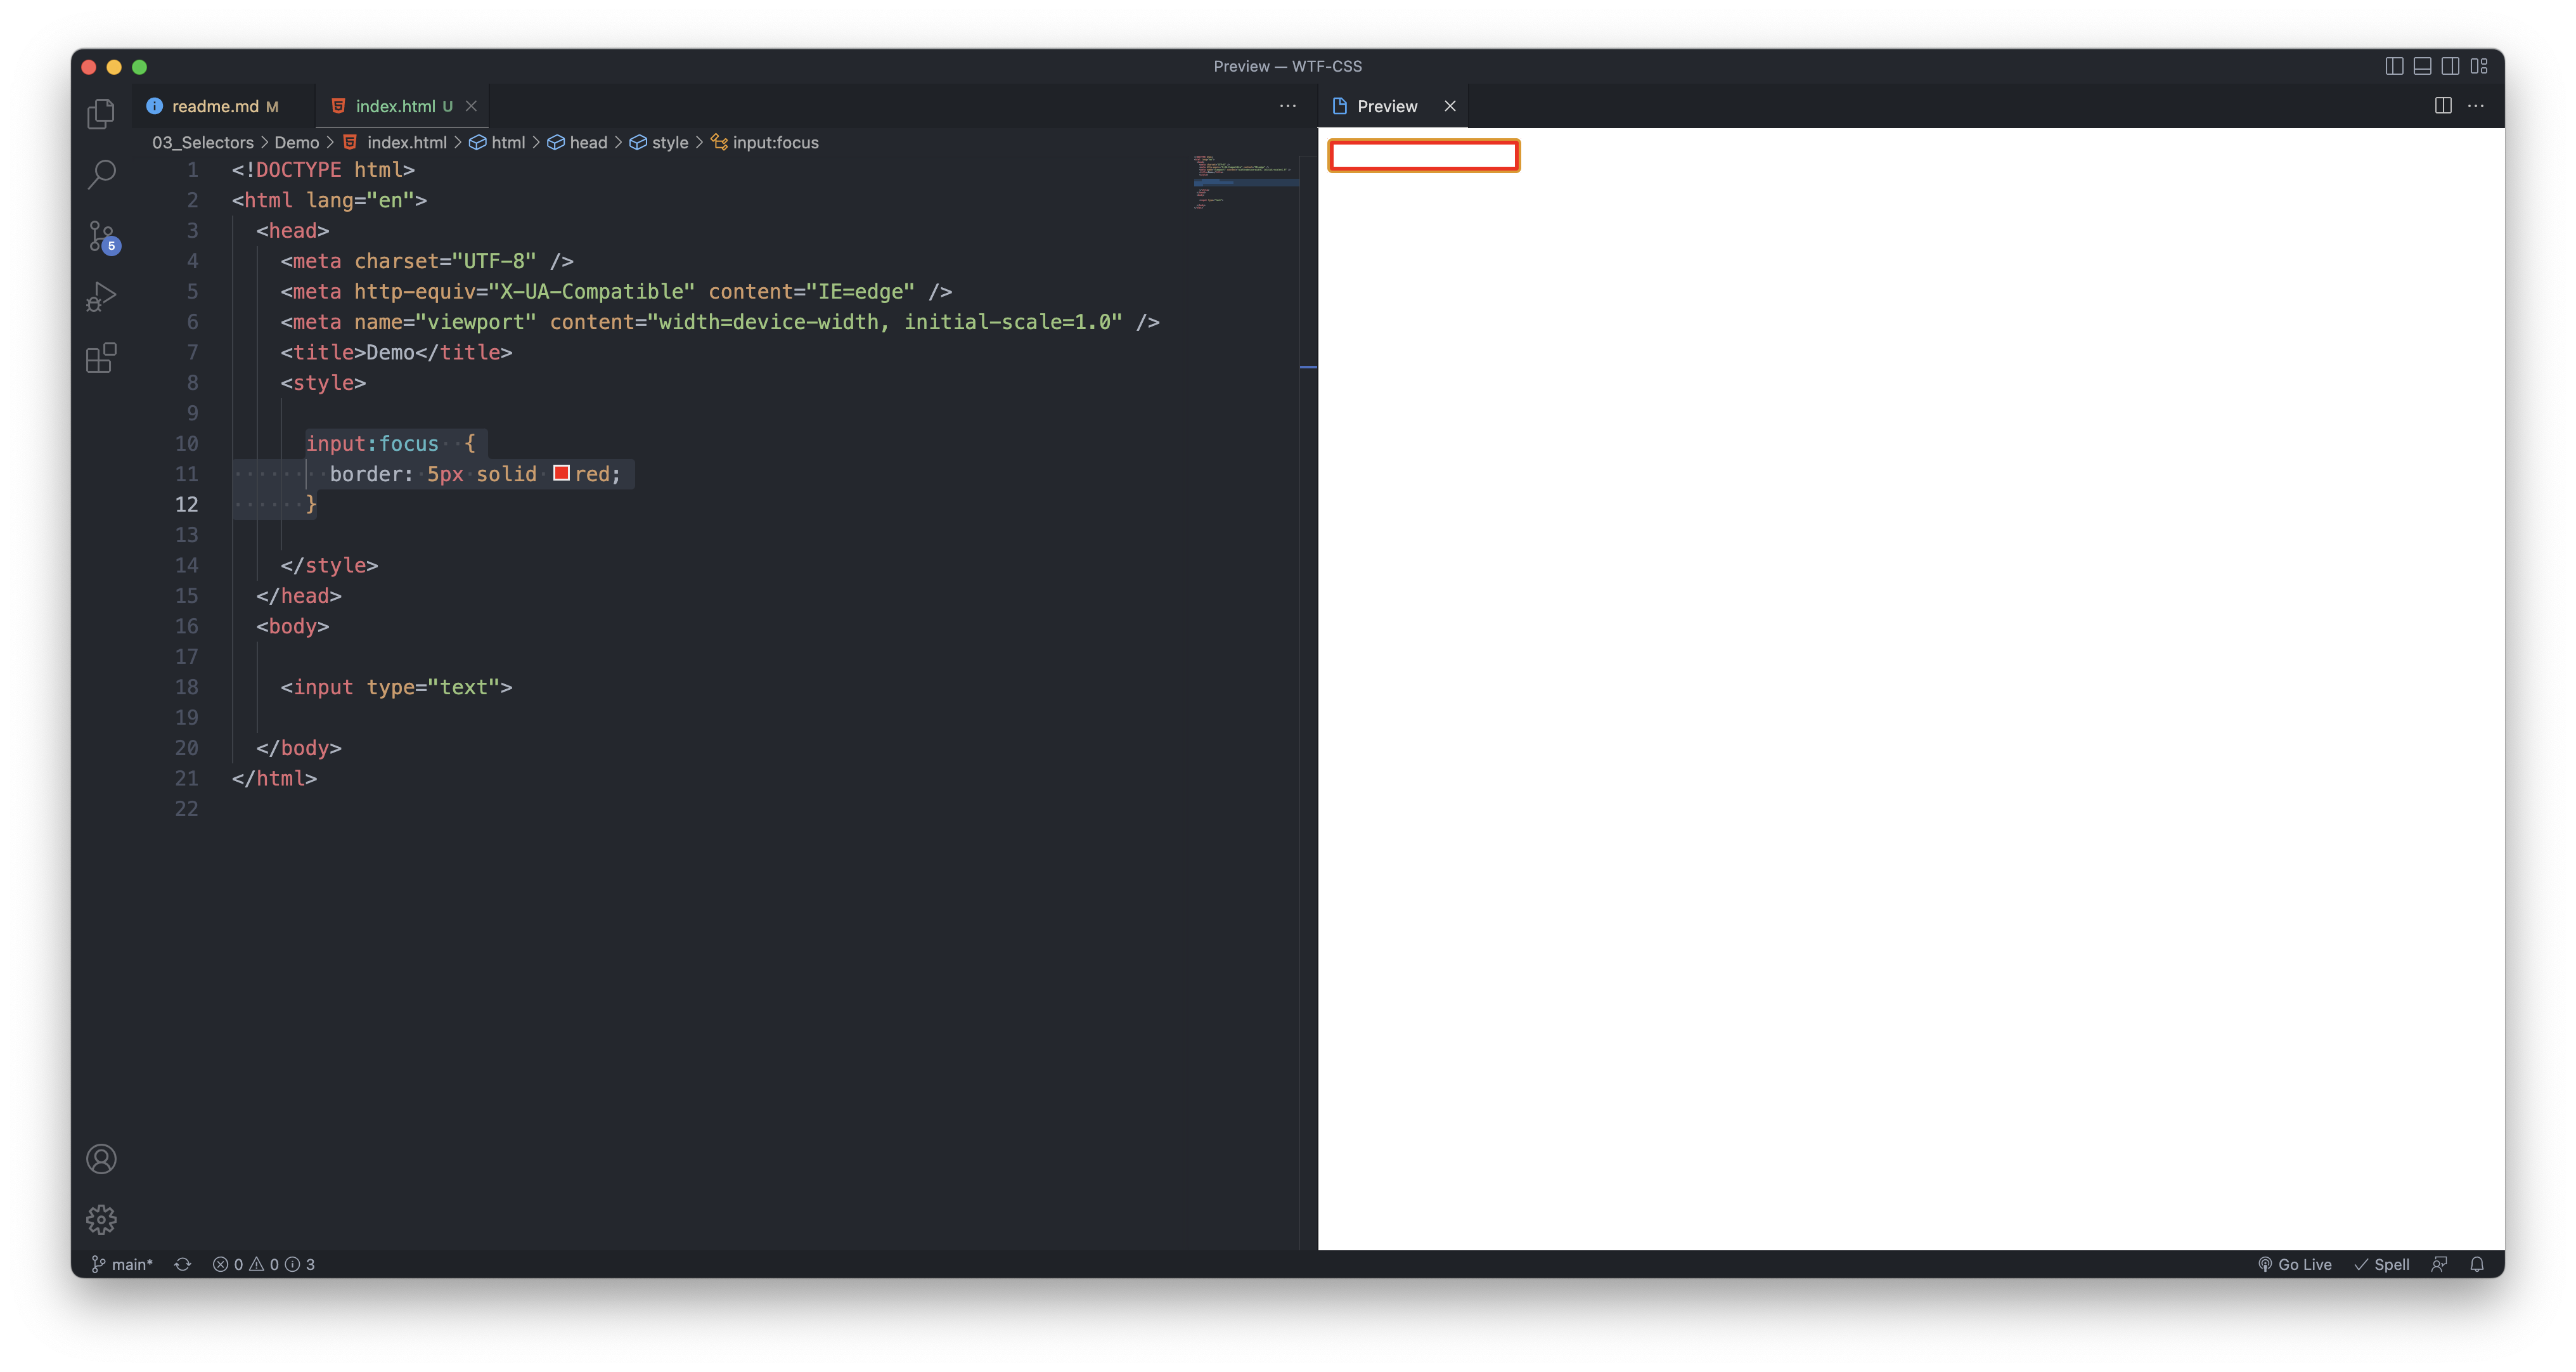 Preview — WTF-CSS
readme.md M
index.html U
Preview
03_Selectors > Demo > index.html > html > head > style > input:focus
1 <!DOCTYPE html>
2 <html lang="en">
3 <head>
4 <meta charset="UTF-8" />
5 <meta http-equiv="X-UA-Compatible" content="IE=edge" />
6 <meta name="viewport" content="width=device-width, initial-scale=1.0" />
7 <title>Demo</title>
8 <style>
9
10 input:focus  {
11 border: 5px solid red;
12 }
13
14 </style>
15 </head>
16 <body>
17
18 <input type="text">
19
20 </body>
21 </html>
22
5
main* 0 0 3
Go Live Spell